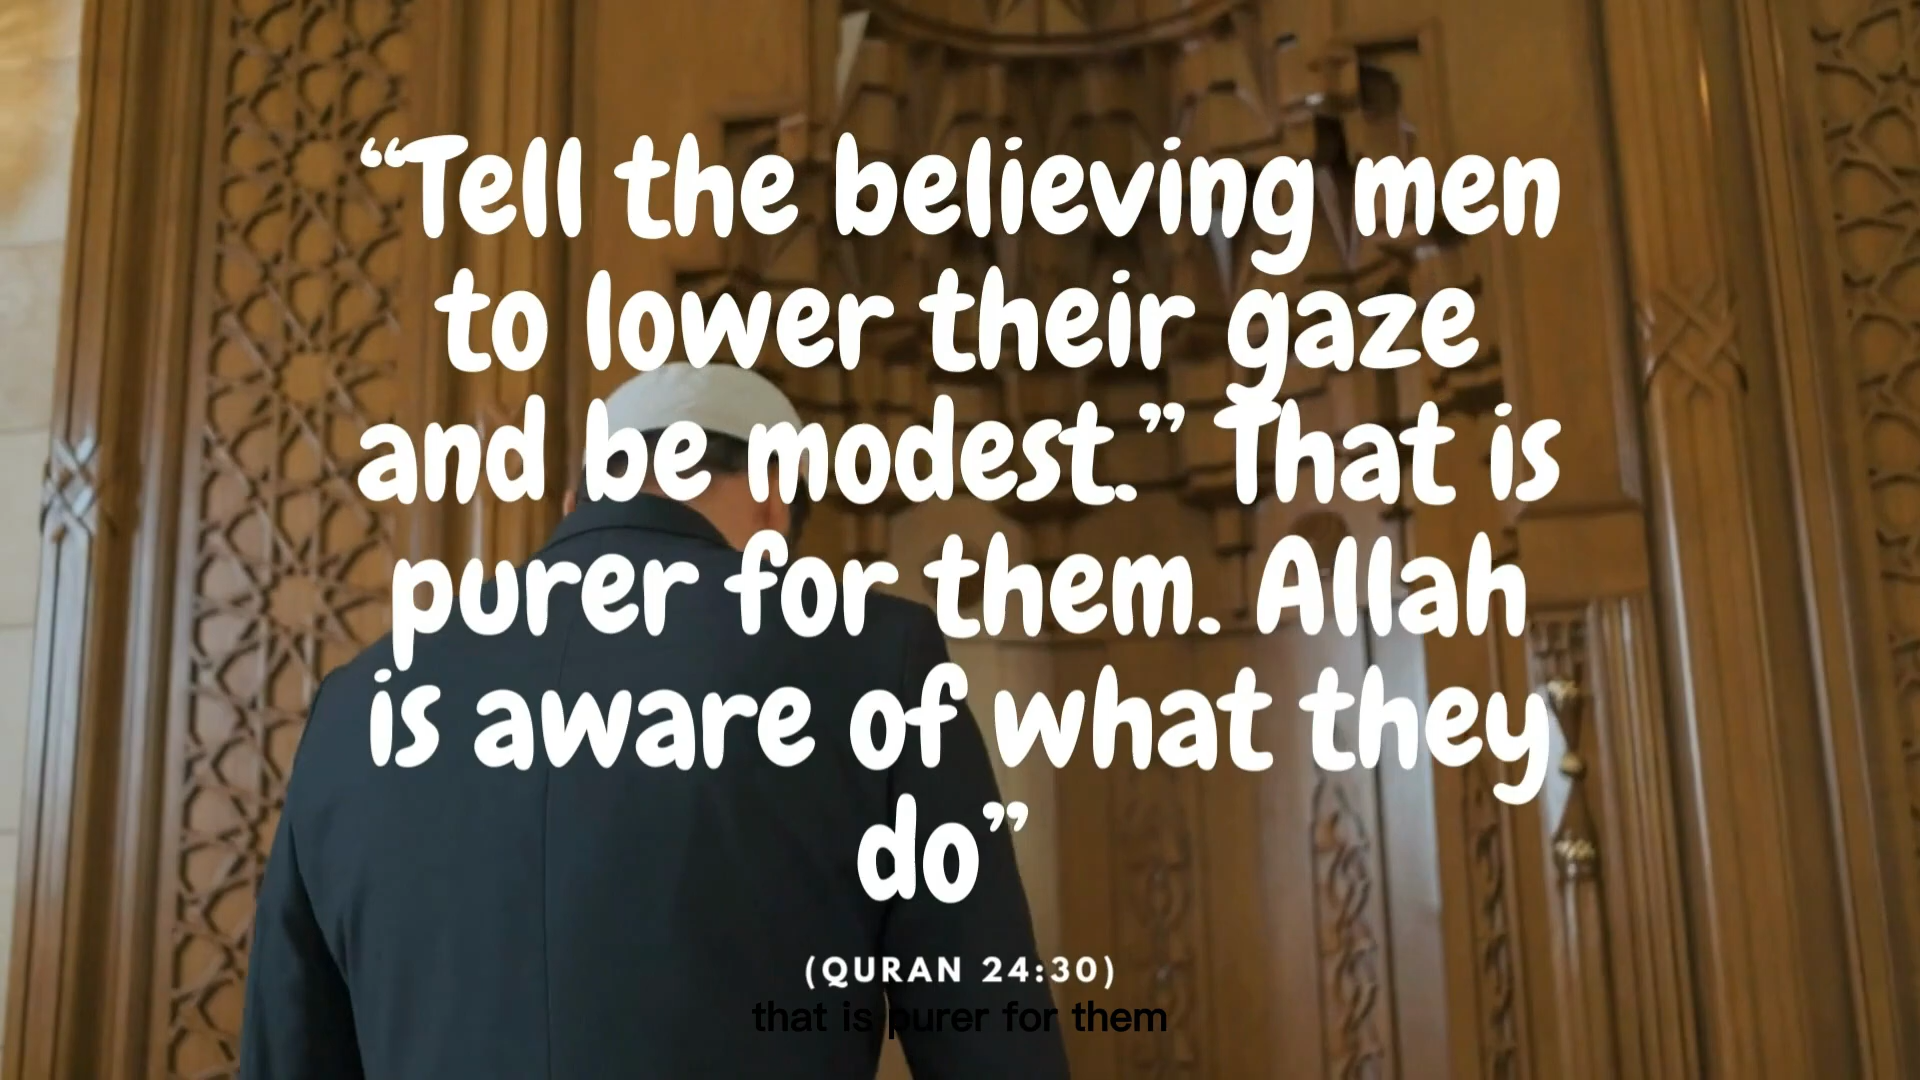 “Tell the believing men
to lower their gaze
and be modest.” That is
purer for them. Allah
is aware of what they
do”
(QURAN 24:30)
that is purer for them